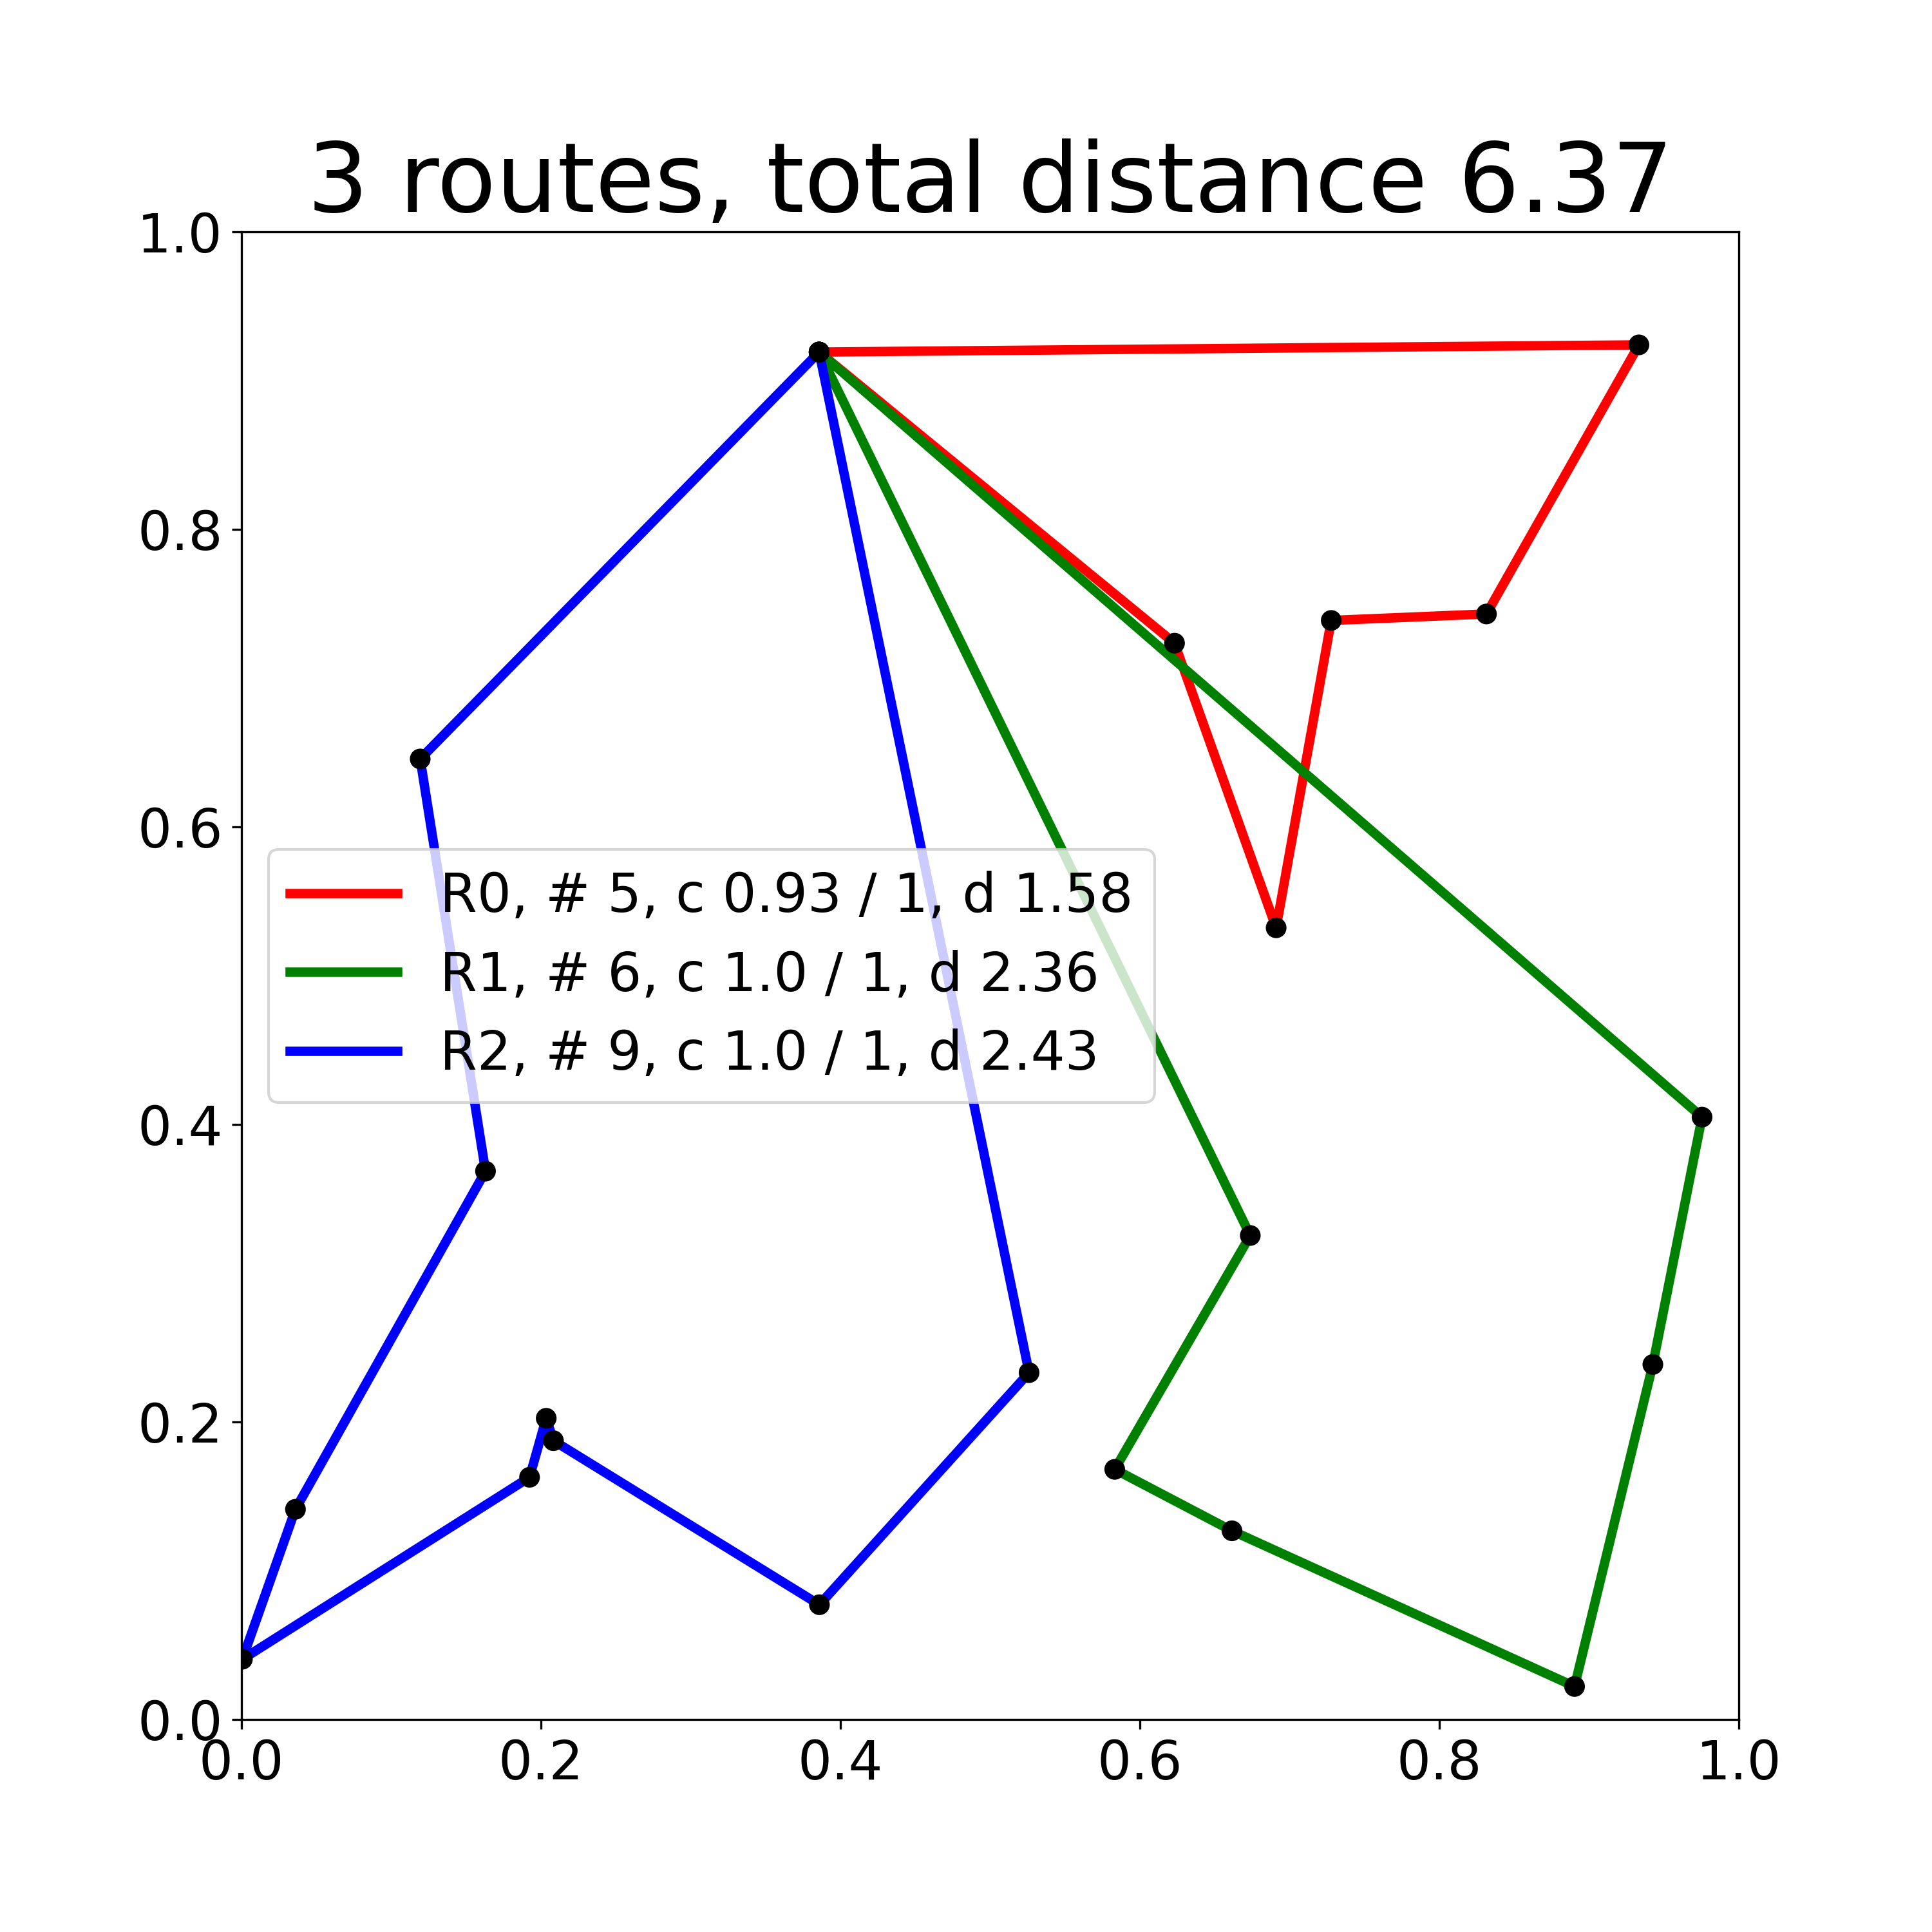 3 routes, total distance 6.37
1.0
0.8
0.6
R0, # 5, c 0.93 / 1, d 1.58
R1, # 6, c 1.0 / 1, d 2.36
R2, # 9, c 1.0 / 1, d 2.43
0.4
0.2
0.0
0.0 0.2 0.4 0.6 0.8 1.0